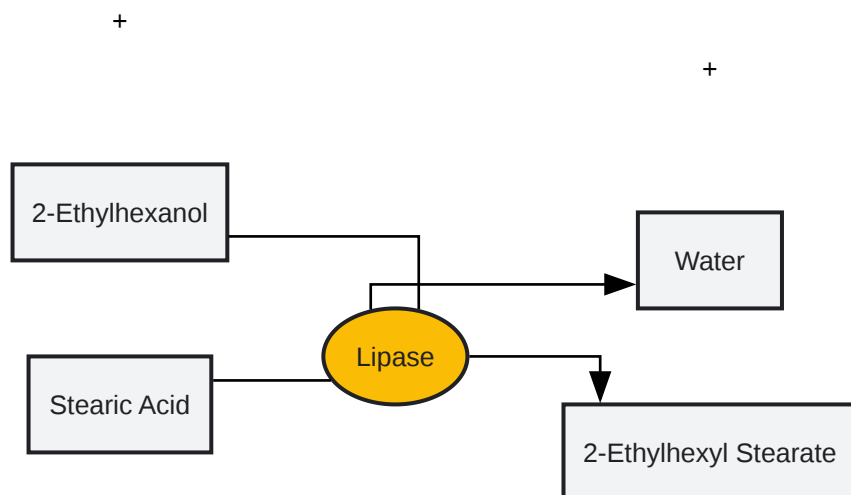 +
+
2-Ethylhexanol
Water
Lipase
Stearic Acid
2-Ethylhexyl Stearate